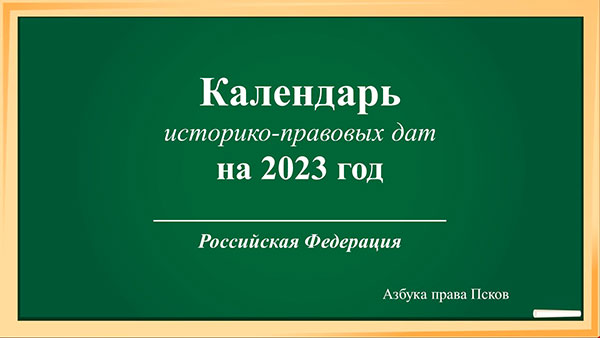 Календарь
историко-правовых дат
на 2023 год
Российская Федерация
Азбука права Псков